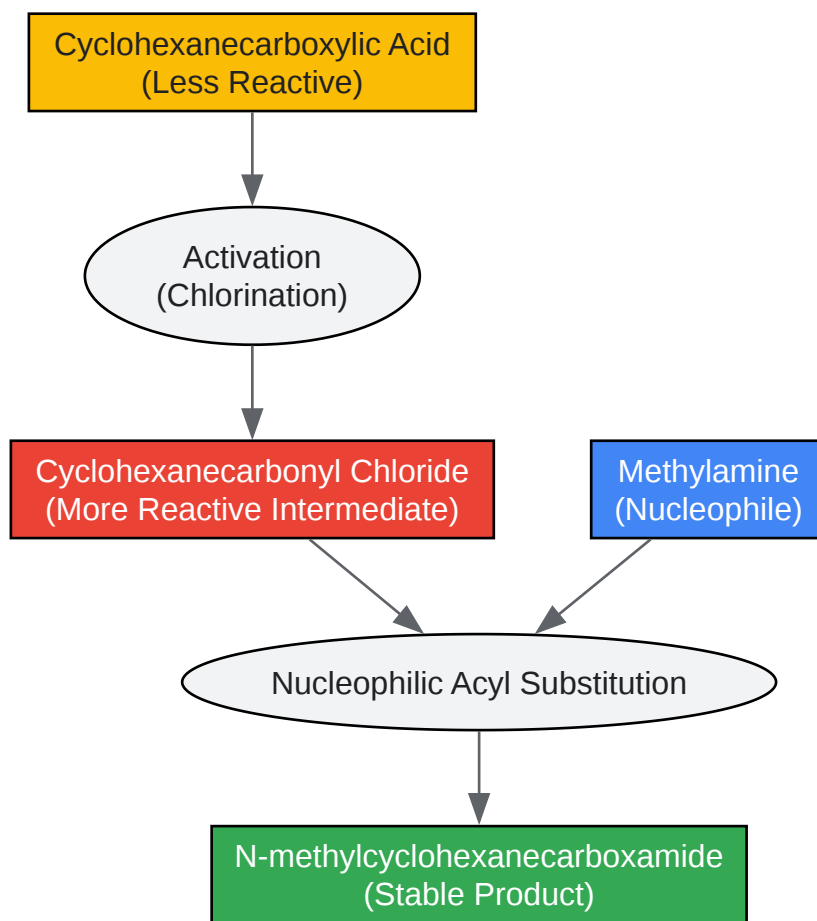 Cyclohexanecarboxylic Acid
(Less Reactive)
Activation
(Chlorination)
Cyclohexanecarbonyl Chloride
(More Reactive Intermediate)
Methylamine
(Nucleophile)
Nucleophilic Acyl Substitution
N-methylcyclohexanecarboxamide
(Stable Product)